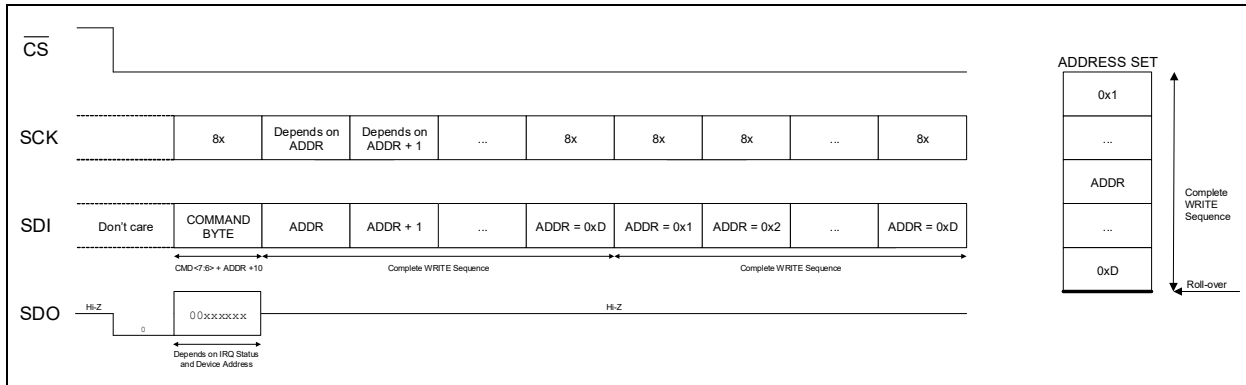 CS
ADDRESS SET
0x1
SCK
8x
Depends on
ADDR
Depends on
ADDR + 1
...
8x
8x
8x
...
8x
...
ADDR
Complete
WRITE
Sequence
SDI
Don't care
COMMAND
BYTE
ADDR
ADDR + 1
...
ADDR = 0xD
ADDR = 0x1
ADDR = 0x2
...
ADDR = 0xD
...
0xD
CMD<7:6> + ADDR +10
Complete WRITE Sequence
Complete WRITE Sequence
Roll-over
SDO
Hi-Z
0
00xxxxxx
Hi-Z
Depends on IRQ Status
and Device Address